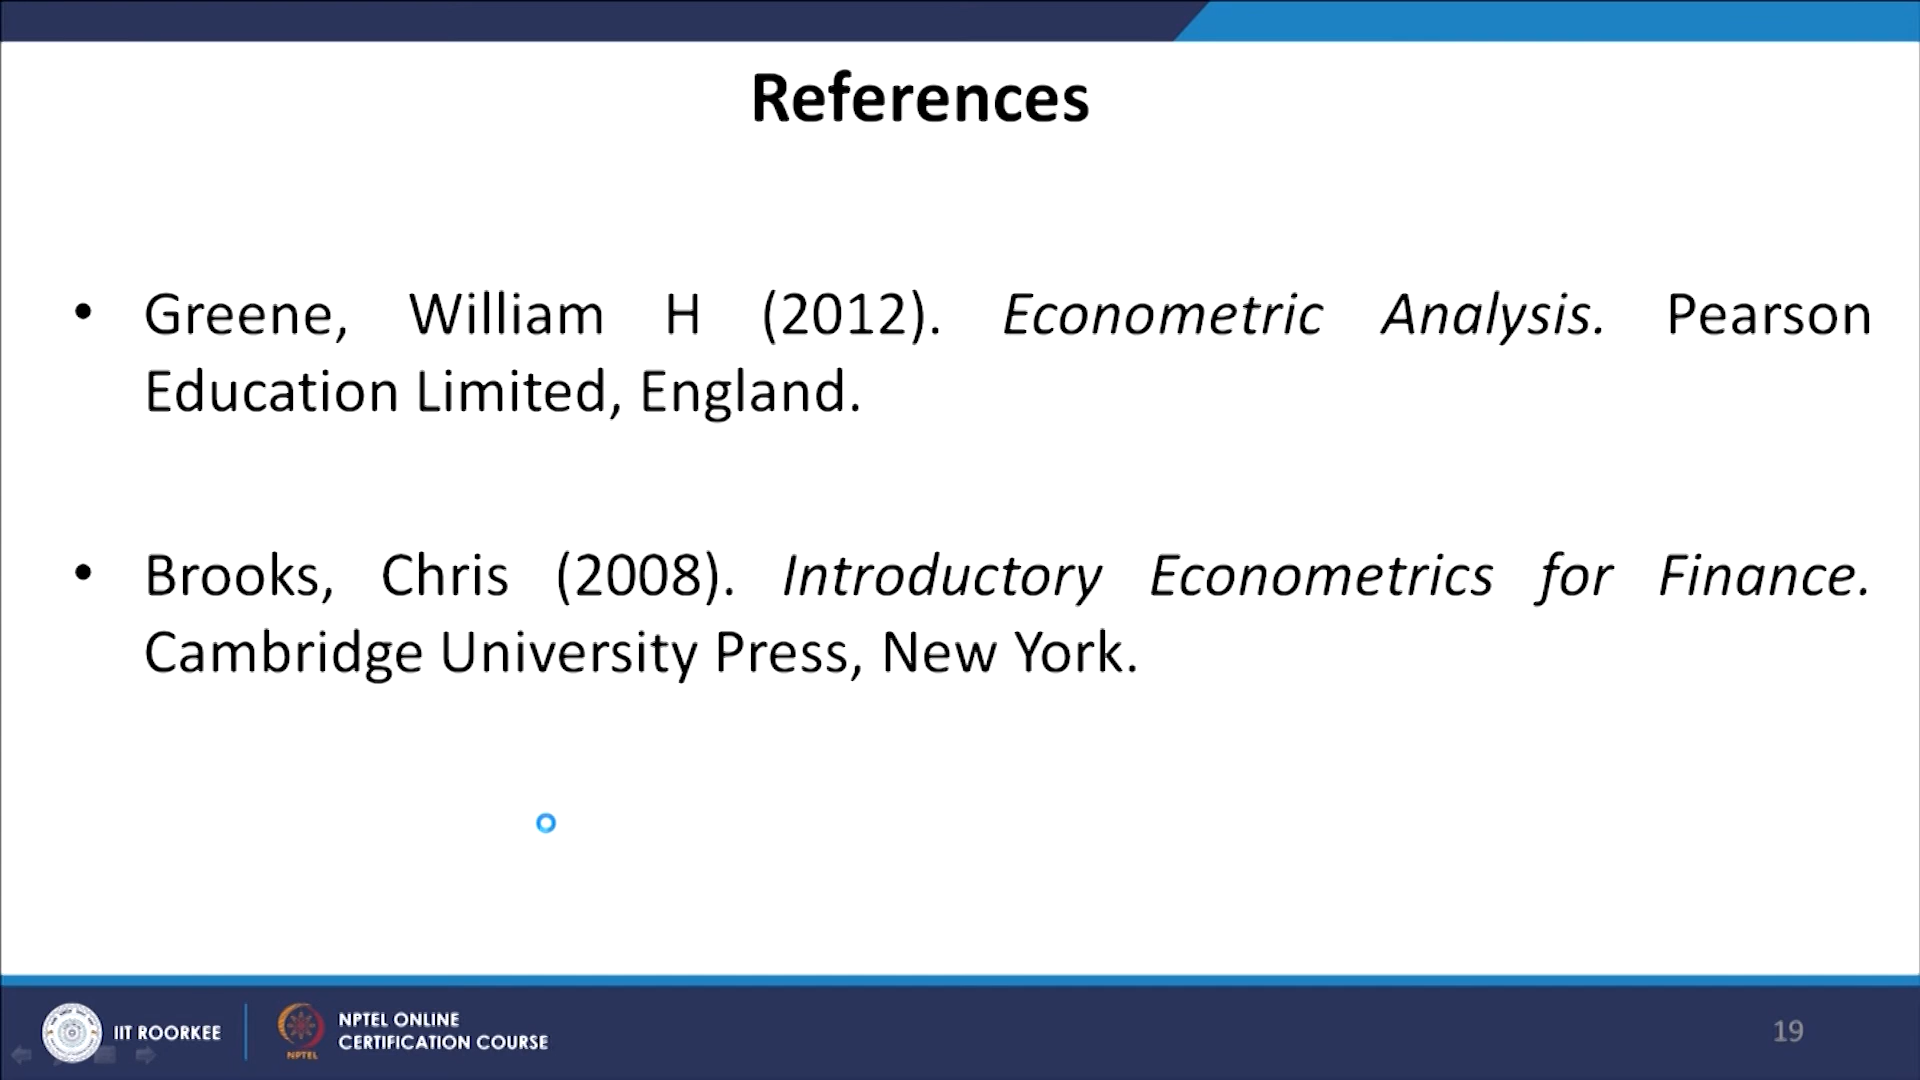 References
• Greene, William H (2012). Econometric Analysis. Pearson
Education Limited, England.
• Brooks, Chris (2008). Introductory Econometrics for Finance.
Cambridge University Press, New York.
IIT ROORKEE
NPTEL
NPTEL ONLINE
CERTIFICATION COURSE
19